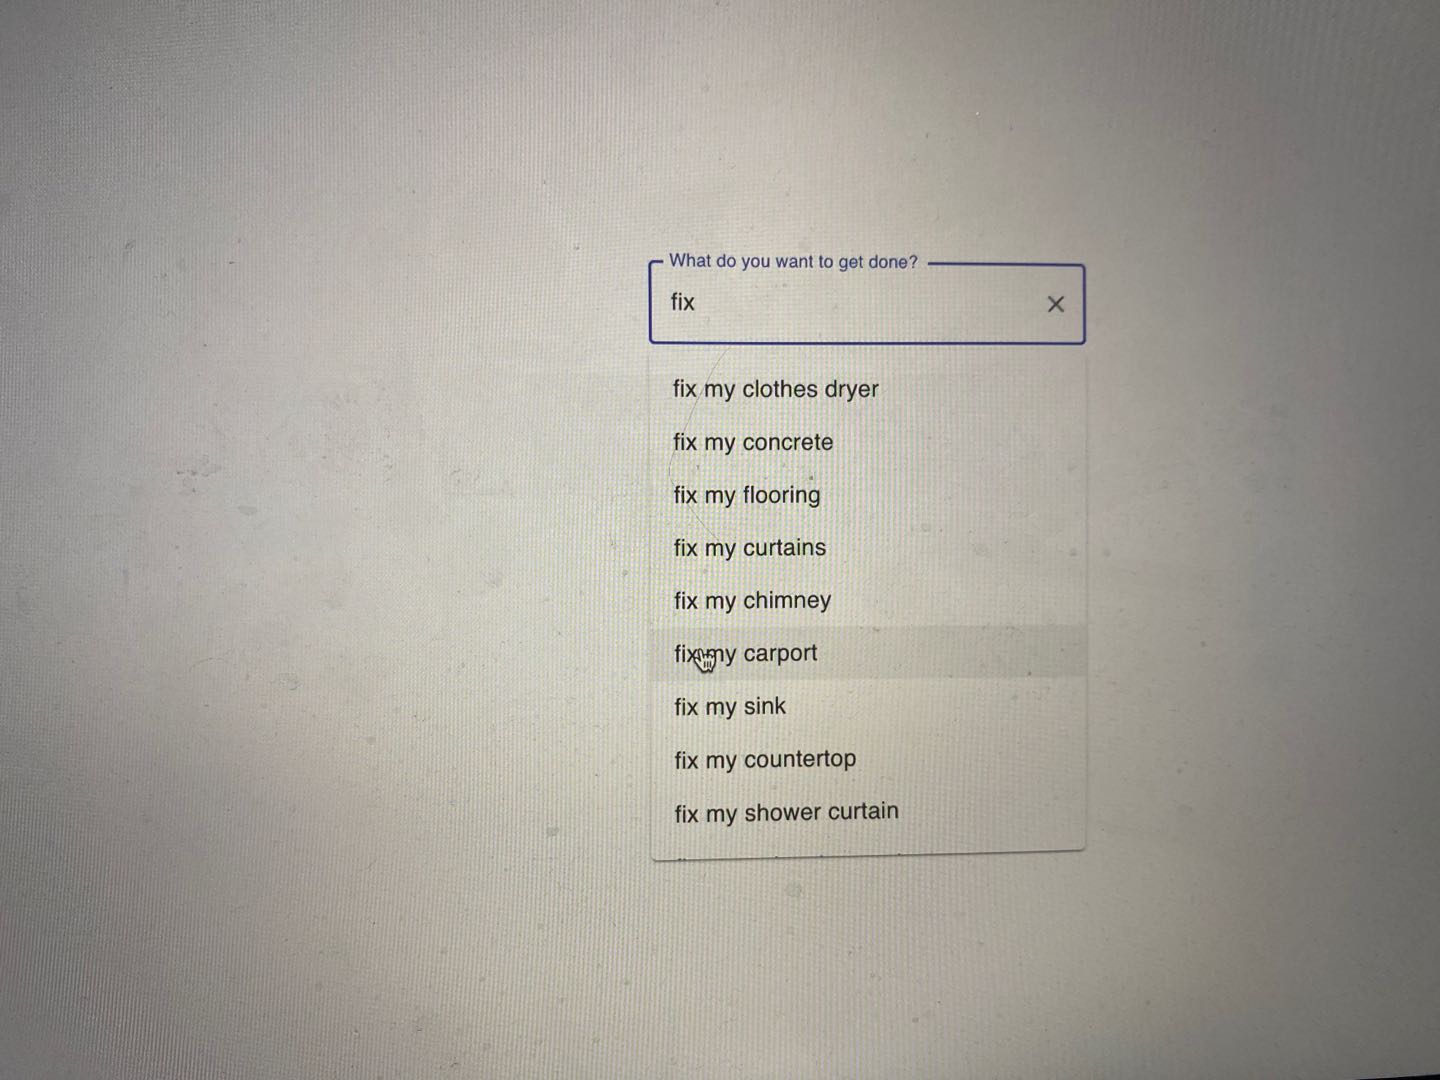 What do you want to get done?
fix
fix my clothes dryer
fix my concrete
fix my flooring
fix my curtains
fix my chimney
fix my carport
fix my sink
fix my countertop
fix my shower curtain